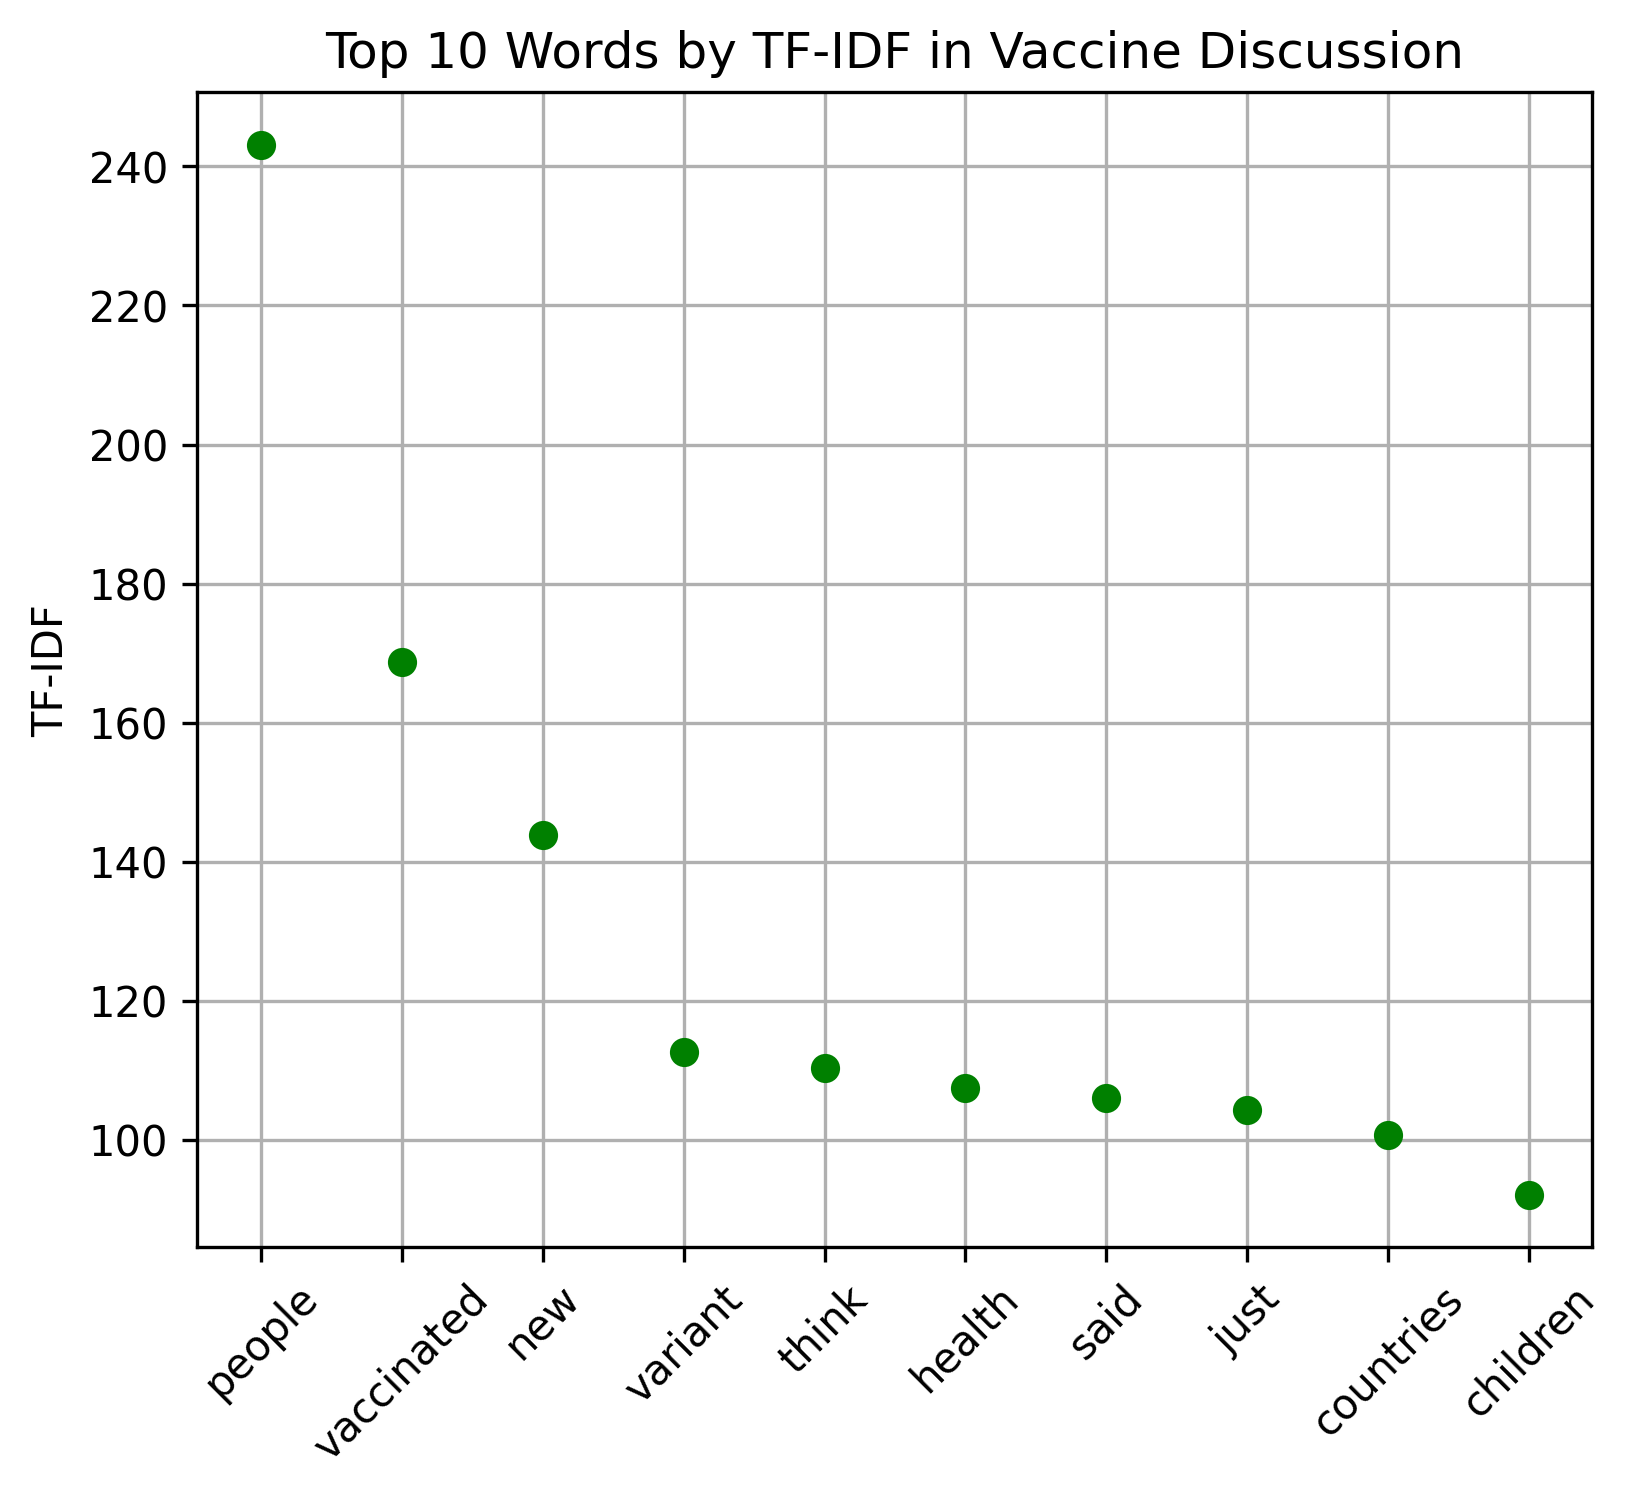 Top 10 Words by TF-IDF in Vaccine Discussion
TF-IDF
240
220
200
180
160
140
120
100
people
vaccinated
new
variant
think
health
said
just
countries
children